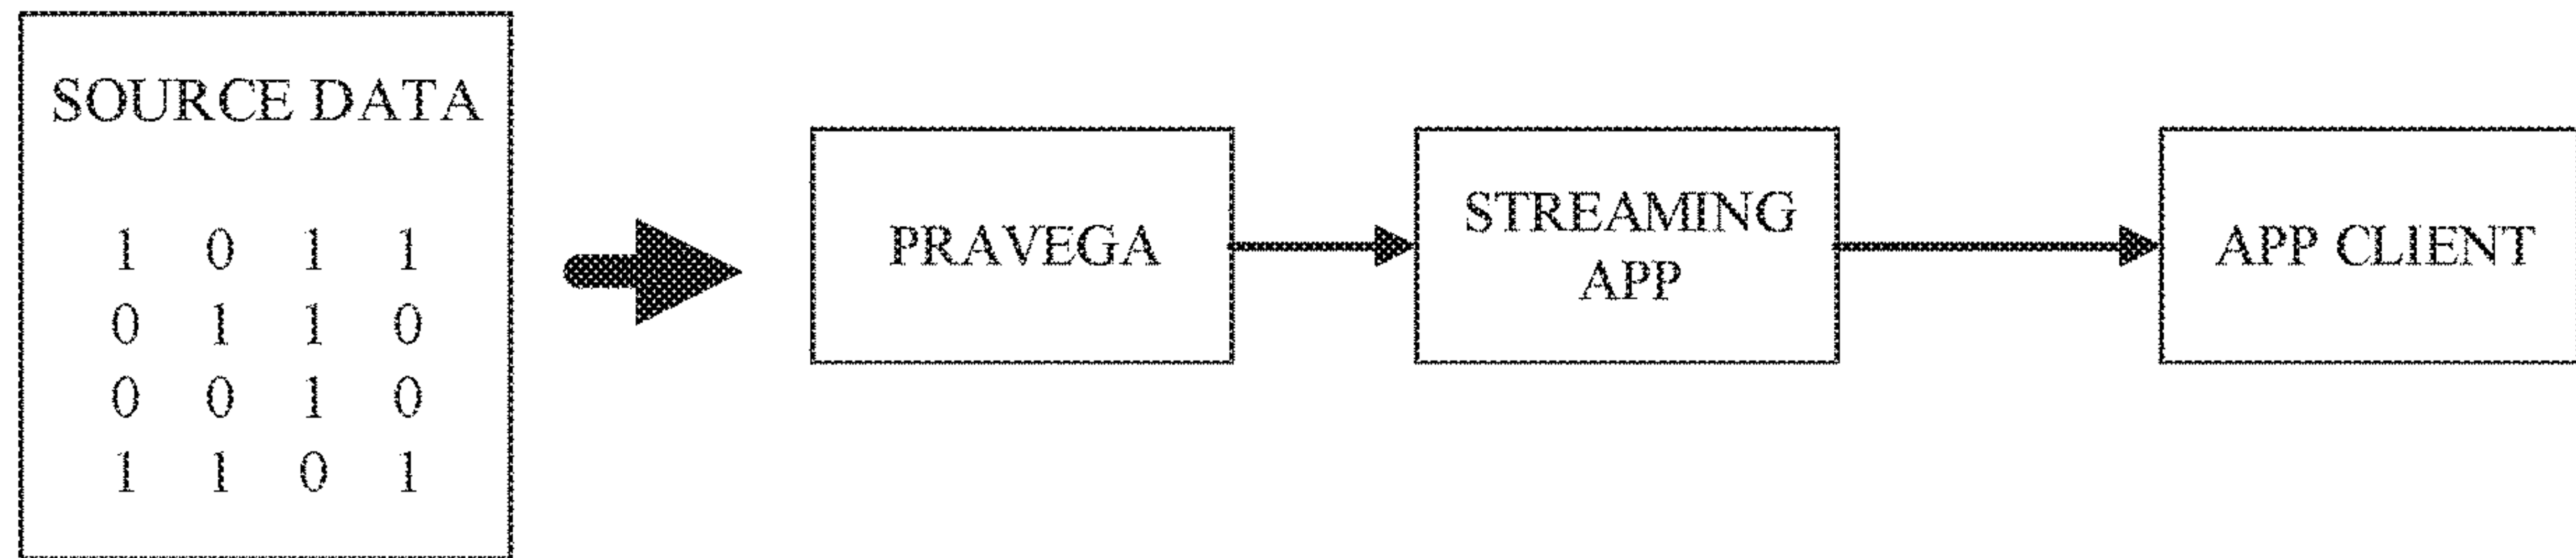 SOURCE DATA
1 0 1 1
0 1 1 0
0 0 1 0
1 1 0 1
PRAVEGA
STREAMING
APP
APP CLIENT